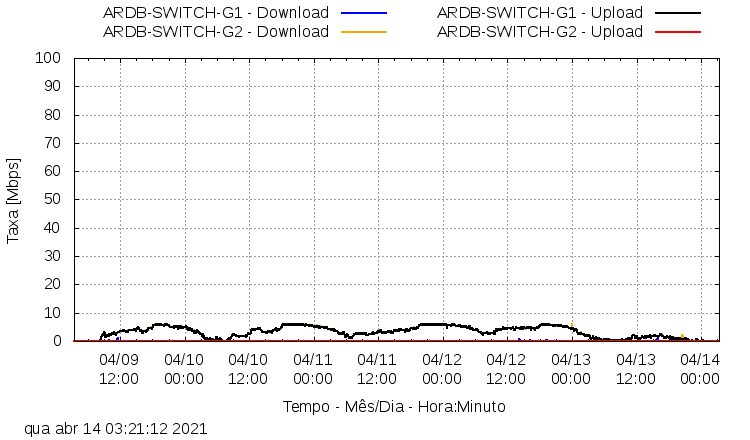 ARDB-SWITCH-G1 - Download ARDB-SWITCH-G1 - Upload
ARDB-SWITCH-G2 - Download ARDB-SWITCH-G2 - Upload
100
90
80
70
60
50
40
30
20
10
0
Taxa [Mbps]
04/09 04/10 04/10 04/11 04/11 04/12 04/12 04/13 04/13 04/14
12:00 00:00 12:00 00:00 12:00 00:00 12:00 00:00 12:00 00:00
Tempo - Mês/Dia - Hora:Minuto
qua abr 14 03:21:12 2021